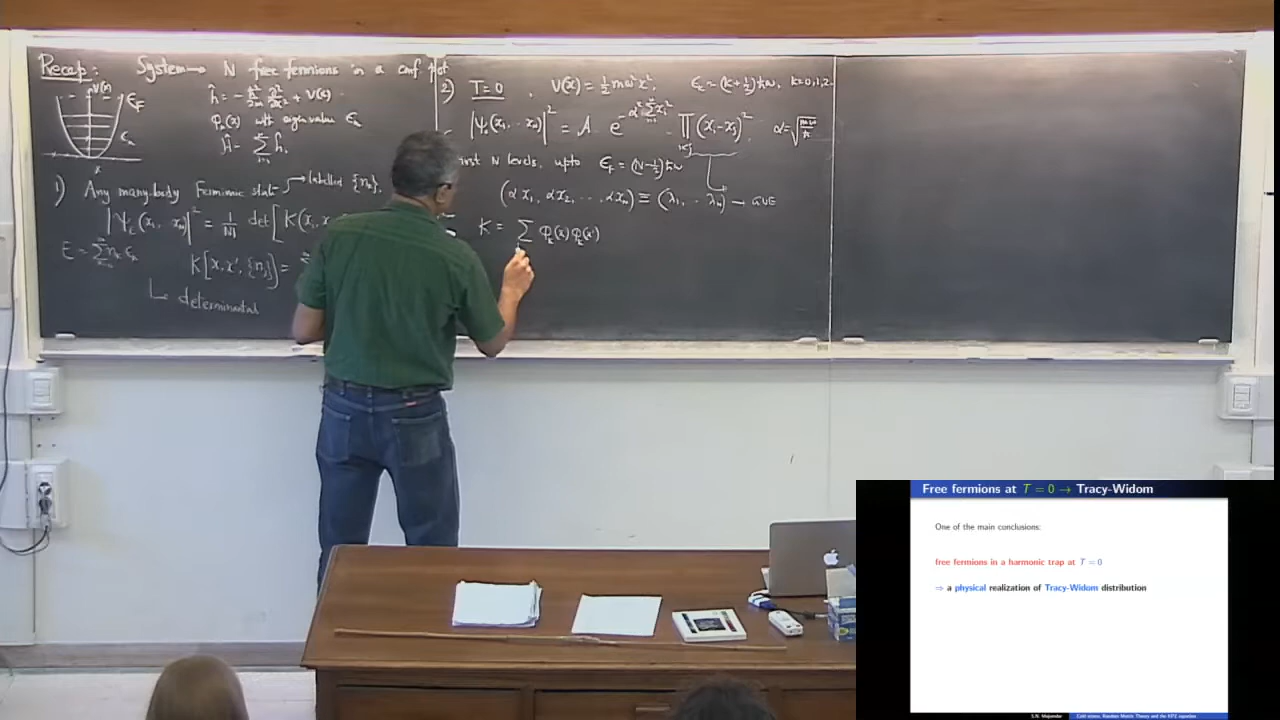 Recap: System → N free fermions in a conf pot
V(x)
ε_F
ε_k
x
ĥ = -ħ²/2m ∂²/∂x² + V(x)
φ_k(x) with eigenvalue ε_k
Ĥ = Σ ĥ_i
1) Any many-body Fermionic state → labelled {n_k},
|Ψ_E(x_1, x_N)|² = 1/N! det[K(x_i,
E = Σ n_k ε_k
K[x, x', {n_k}] =
↳ determinantal
2) T=0, V(x) = ½mω²x², ε_k = (k+½)ħω, k=0,1,2..
|Ψ_0(x_1, ... x_N)|² = A e^{-α² Σ x_i²} Π_{i<j} (x_i - x_j)² α = √(mω/ħ)
first N levels, upto ε_F = (N-½)ħω
(αx_1, αx_2, ..., αx_N) ≡ (λ_1, .. λ_N) → GUE
K = Σ φ_k(x) φ_k(x')
Free fermions at T = 0 → Tracy-Widom
One of the main conclusions:
free fermions in a harmonic trap at T = 0
⇒ a physical realization of Tracy-Widom distribution
S.N. Majumdar Cold atoms, Random Matrix Theory and the KPZ equation